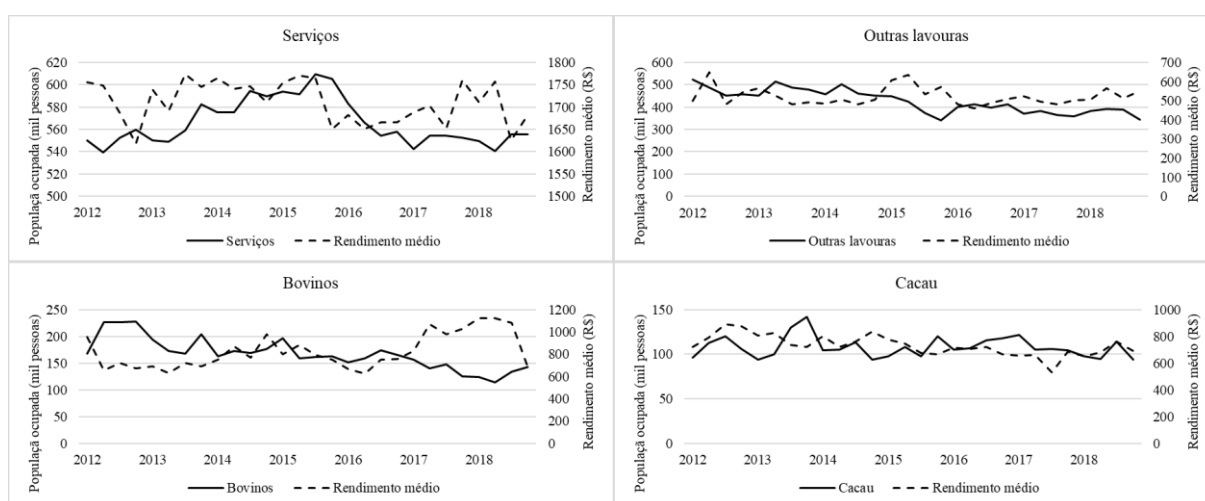 Serviços
Populaçã ocupada (mil pessoas)
620
600
580
560
540
520
500
1800
1750
1700
1650
1600
1550
1500
Rendimento médio (R$)
2012 2013 2014 2015 2016 2017 2018
Serviços Rendimento médio
Outras lavouras
Populaçã ocupada (mil pessoas)
600
500
400
300
200
100
0
700
600
500
400
300
200
100
0
Rendimento médio (R$)
2012 2013 2014 2015 2016 2017 2018
Outras lavouras Rendimento médio
Bovinos
Populaçã ocupada (mil pessoas)
250
200
150
100
50
0
1200
1000
800
600
400
200
0
Rendimento médio (R$)
2012 2013 2014 2015 2016 2017 2018
Bovinos Rendimento médio
Cacau
Populaçã ocupada (mil pessoas)
150
100
50
0
1000
800
600
400
200
0
Rendimento médio (R$)
2012 2013 2014 2015 2016 2017 2018
Cacau Rendimento médio